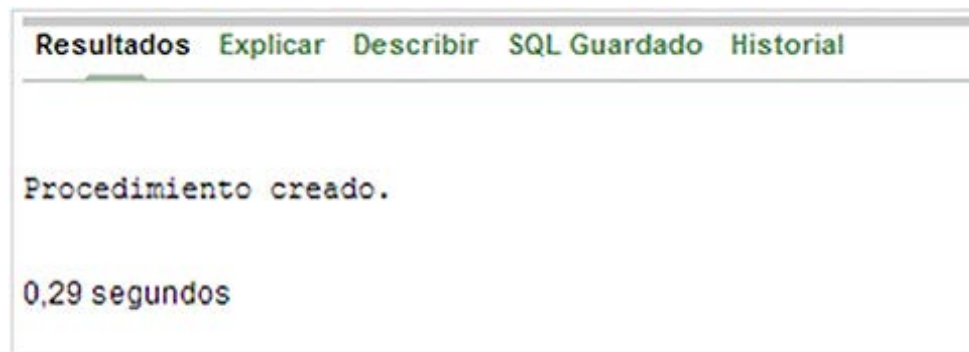 Resultados Explicar Describir SQL Guardado Historial
Procedimiento creado.
0,29 segundos